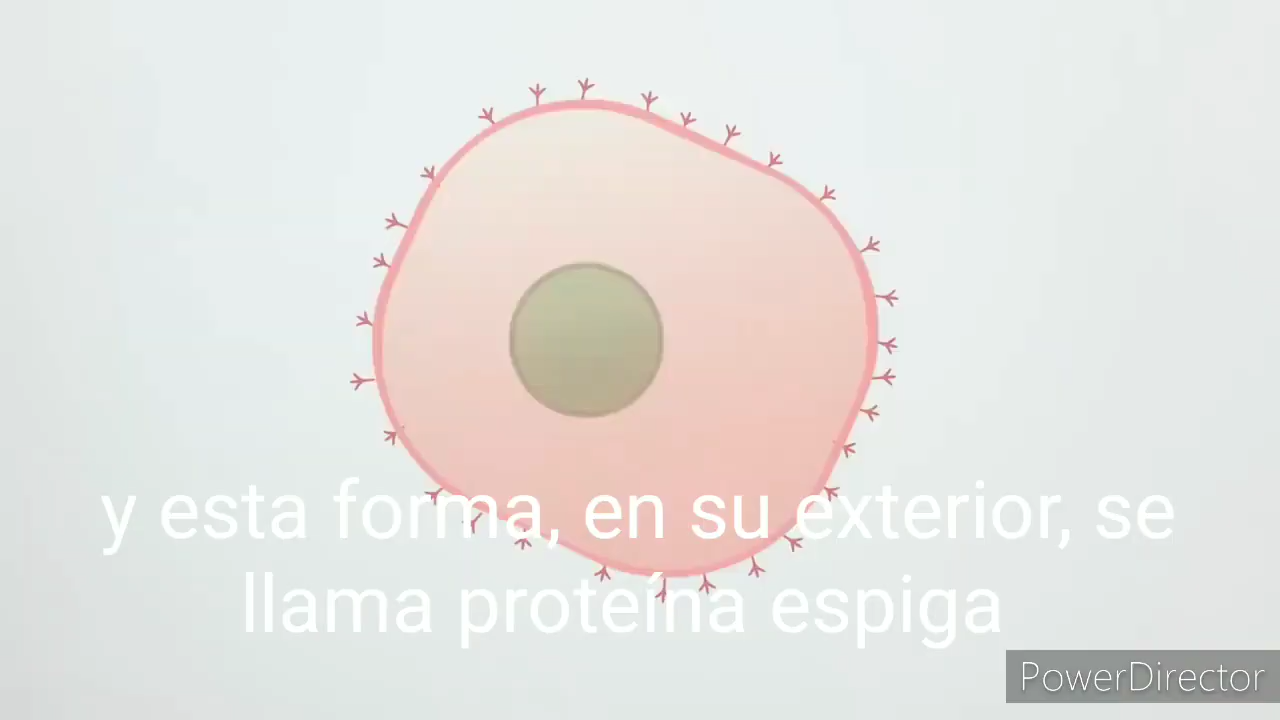 y esta forma, en su exterior, se
llama proteína espiga
PowerDirector